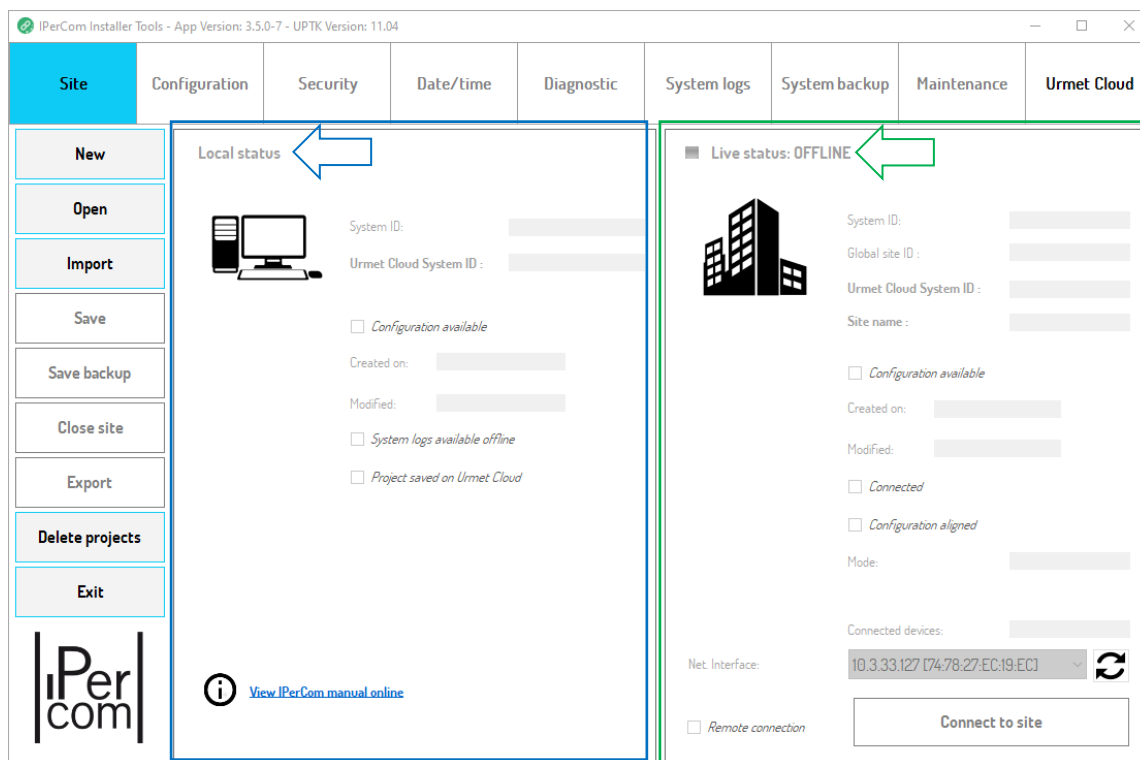 IPerCom Installer Tools - App Version: 3.5.0-7 - UPTK Version: 11.04
Site
Configuration
Security
Date/time
Diagnostic
System logs
System backup
Maintenance
Urmet Cloud
New
Open
Import
Save
Save backup
Close site
Export
Delete projects
Exit
IPer
com
Local status
System ID:
Urmet Cloud System ID :
Configuration available
Created on:
Modified:
System logs available offline
Project saved on Urmet Cloud
View IPerCom manual online
Live status: OFFLINE
System ID:
Global site ID :
Urmet Cloud System ID :
Site name :
Configuration available
Created on:
Modified:
Connected
Configuration aligned
Mode:
Connected devices:
Net. Interface:
10.3.33.127 [74:78:27:EC:19:EC]
Remote connection
Connect to site